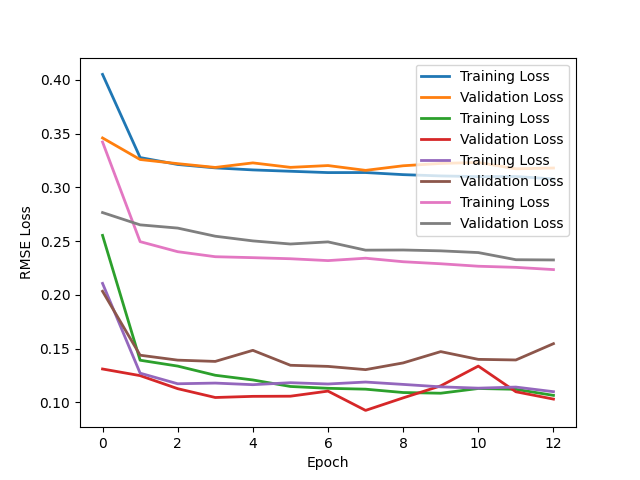 0.40
0.35
0.30
0.25
0.20
0.15
0.10
RMSE Loss
0
2
4
6
8
10
12
Epoch
Training Loss
Validation Loss
Training Loss
Validation Loss
Training Loss
Validation Loss
Training Loss
Validation Loss